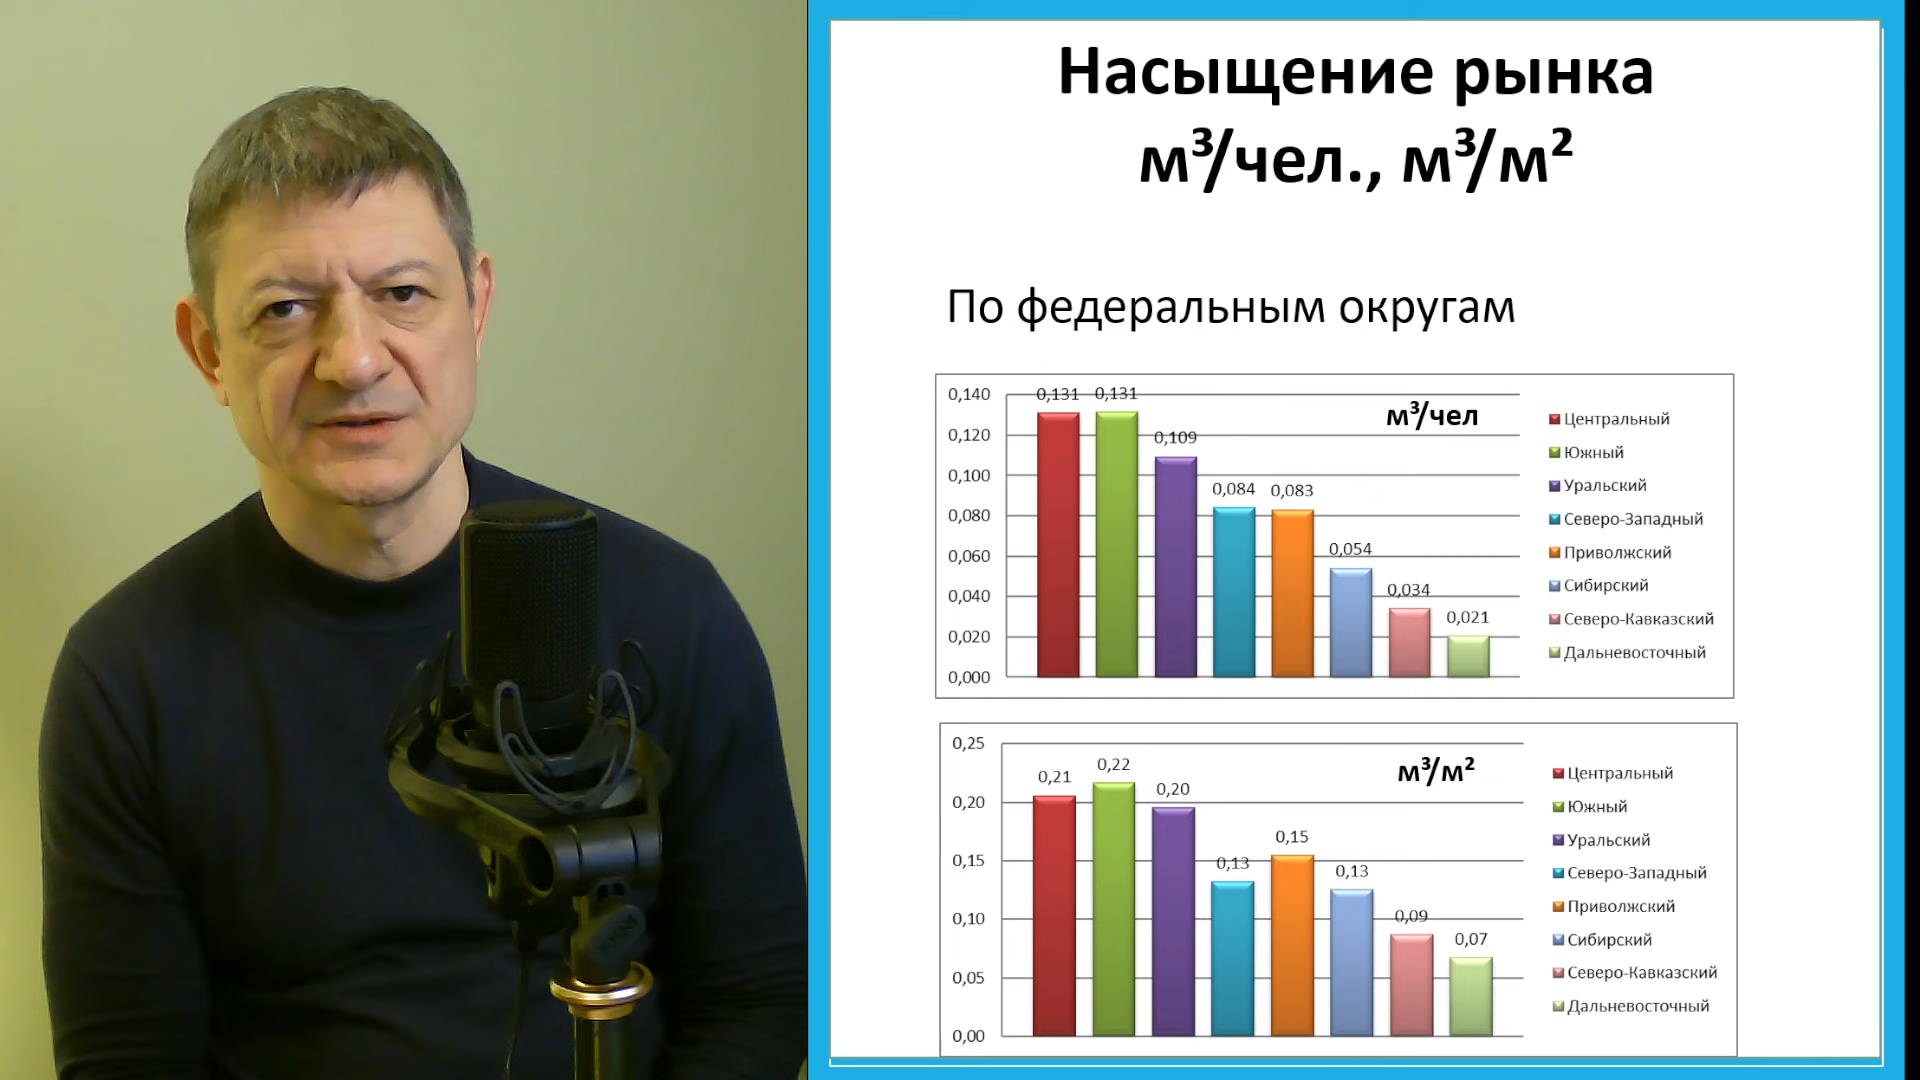 Насыщение рынка
м³/чел., м³/м²
По федеральным округам
0,140
0,120
0,100
0,080
0,060
0,040
0,020
0,000
0,131
0,131
0,109
0,084
0,083
0,054
0,034
0,021
м³/чел
Центральный
Южный
Уральский
Северо-Западный
Приволжский
Сибирский
Северо-Кавказский
Дальневосточный
0,25
0,20
0,15
0,10
0,05
0,00
0,21
0,22
0,20
0,13
0,15
0,13
0,09
0,07
м³/м²
Центральный
Южный
Уральский
Северо-Западный
Приволжский
Сибирский
Северо-Кавказский
Дальневосточный